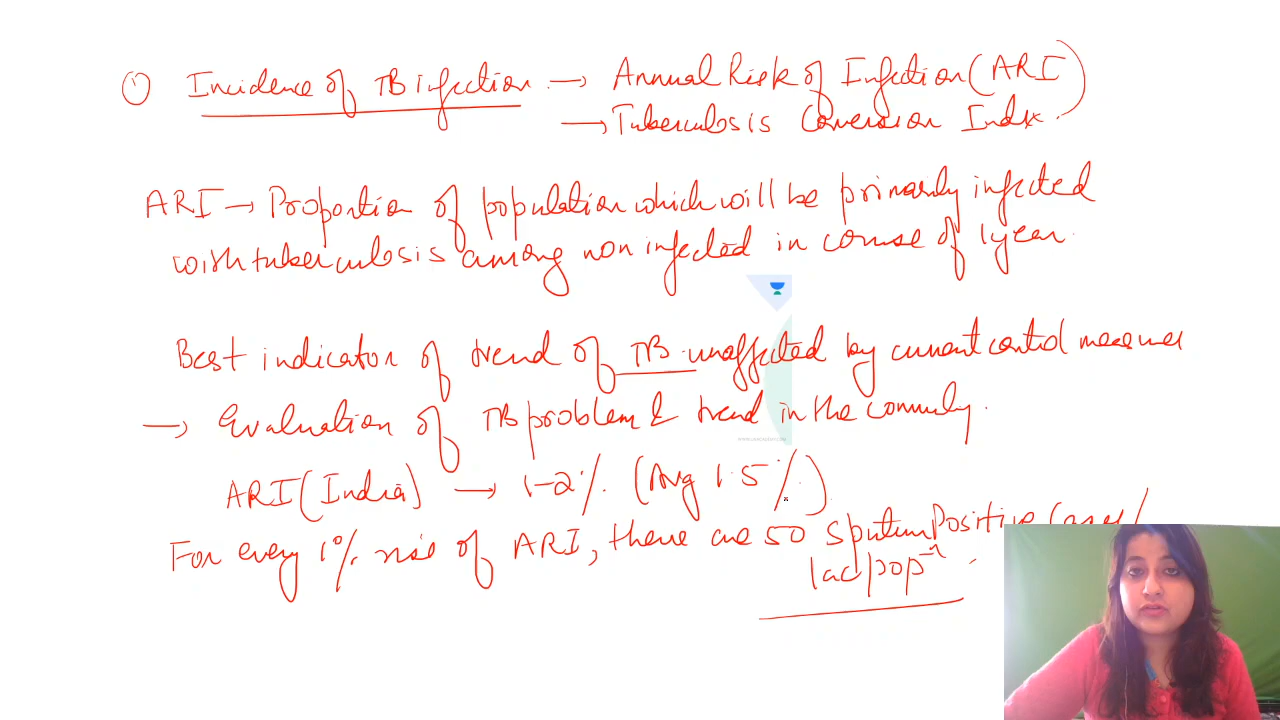 ① Incidence of TB infection → Annual Risk of Infection (ARI)
→ Tuberculosis Conversion Index.
ARI → Proportion of population which will be primarily infected
with tuberculosis among non infected in course of 1 year.
Best indicator of trend of TB unaffected by current control measures
→ Evaluation of TB problem & trend in the community.
ARI (India) → 1-2% (Avg 1.5%)
For every 1% rise of ARI, there are 50 Sputum Positive Cases/
lac popⁿ.